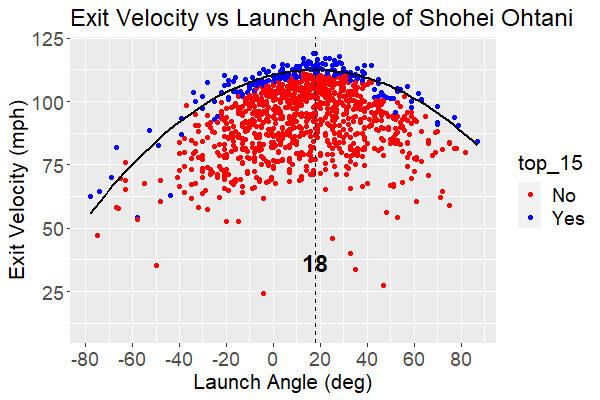 Exit Velocity vs Launch Angle of Shohei Ohtani
125
100
75
50
25
Exit Velocity (mph)
18
-80 -60 -40 -20 0 20 40 60 80
Launch Angle (deg)
top_15
No
Yes